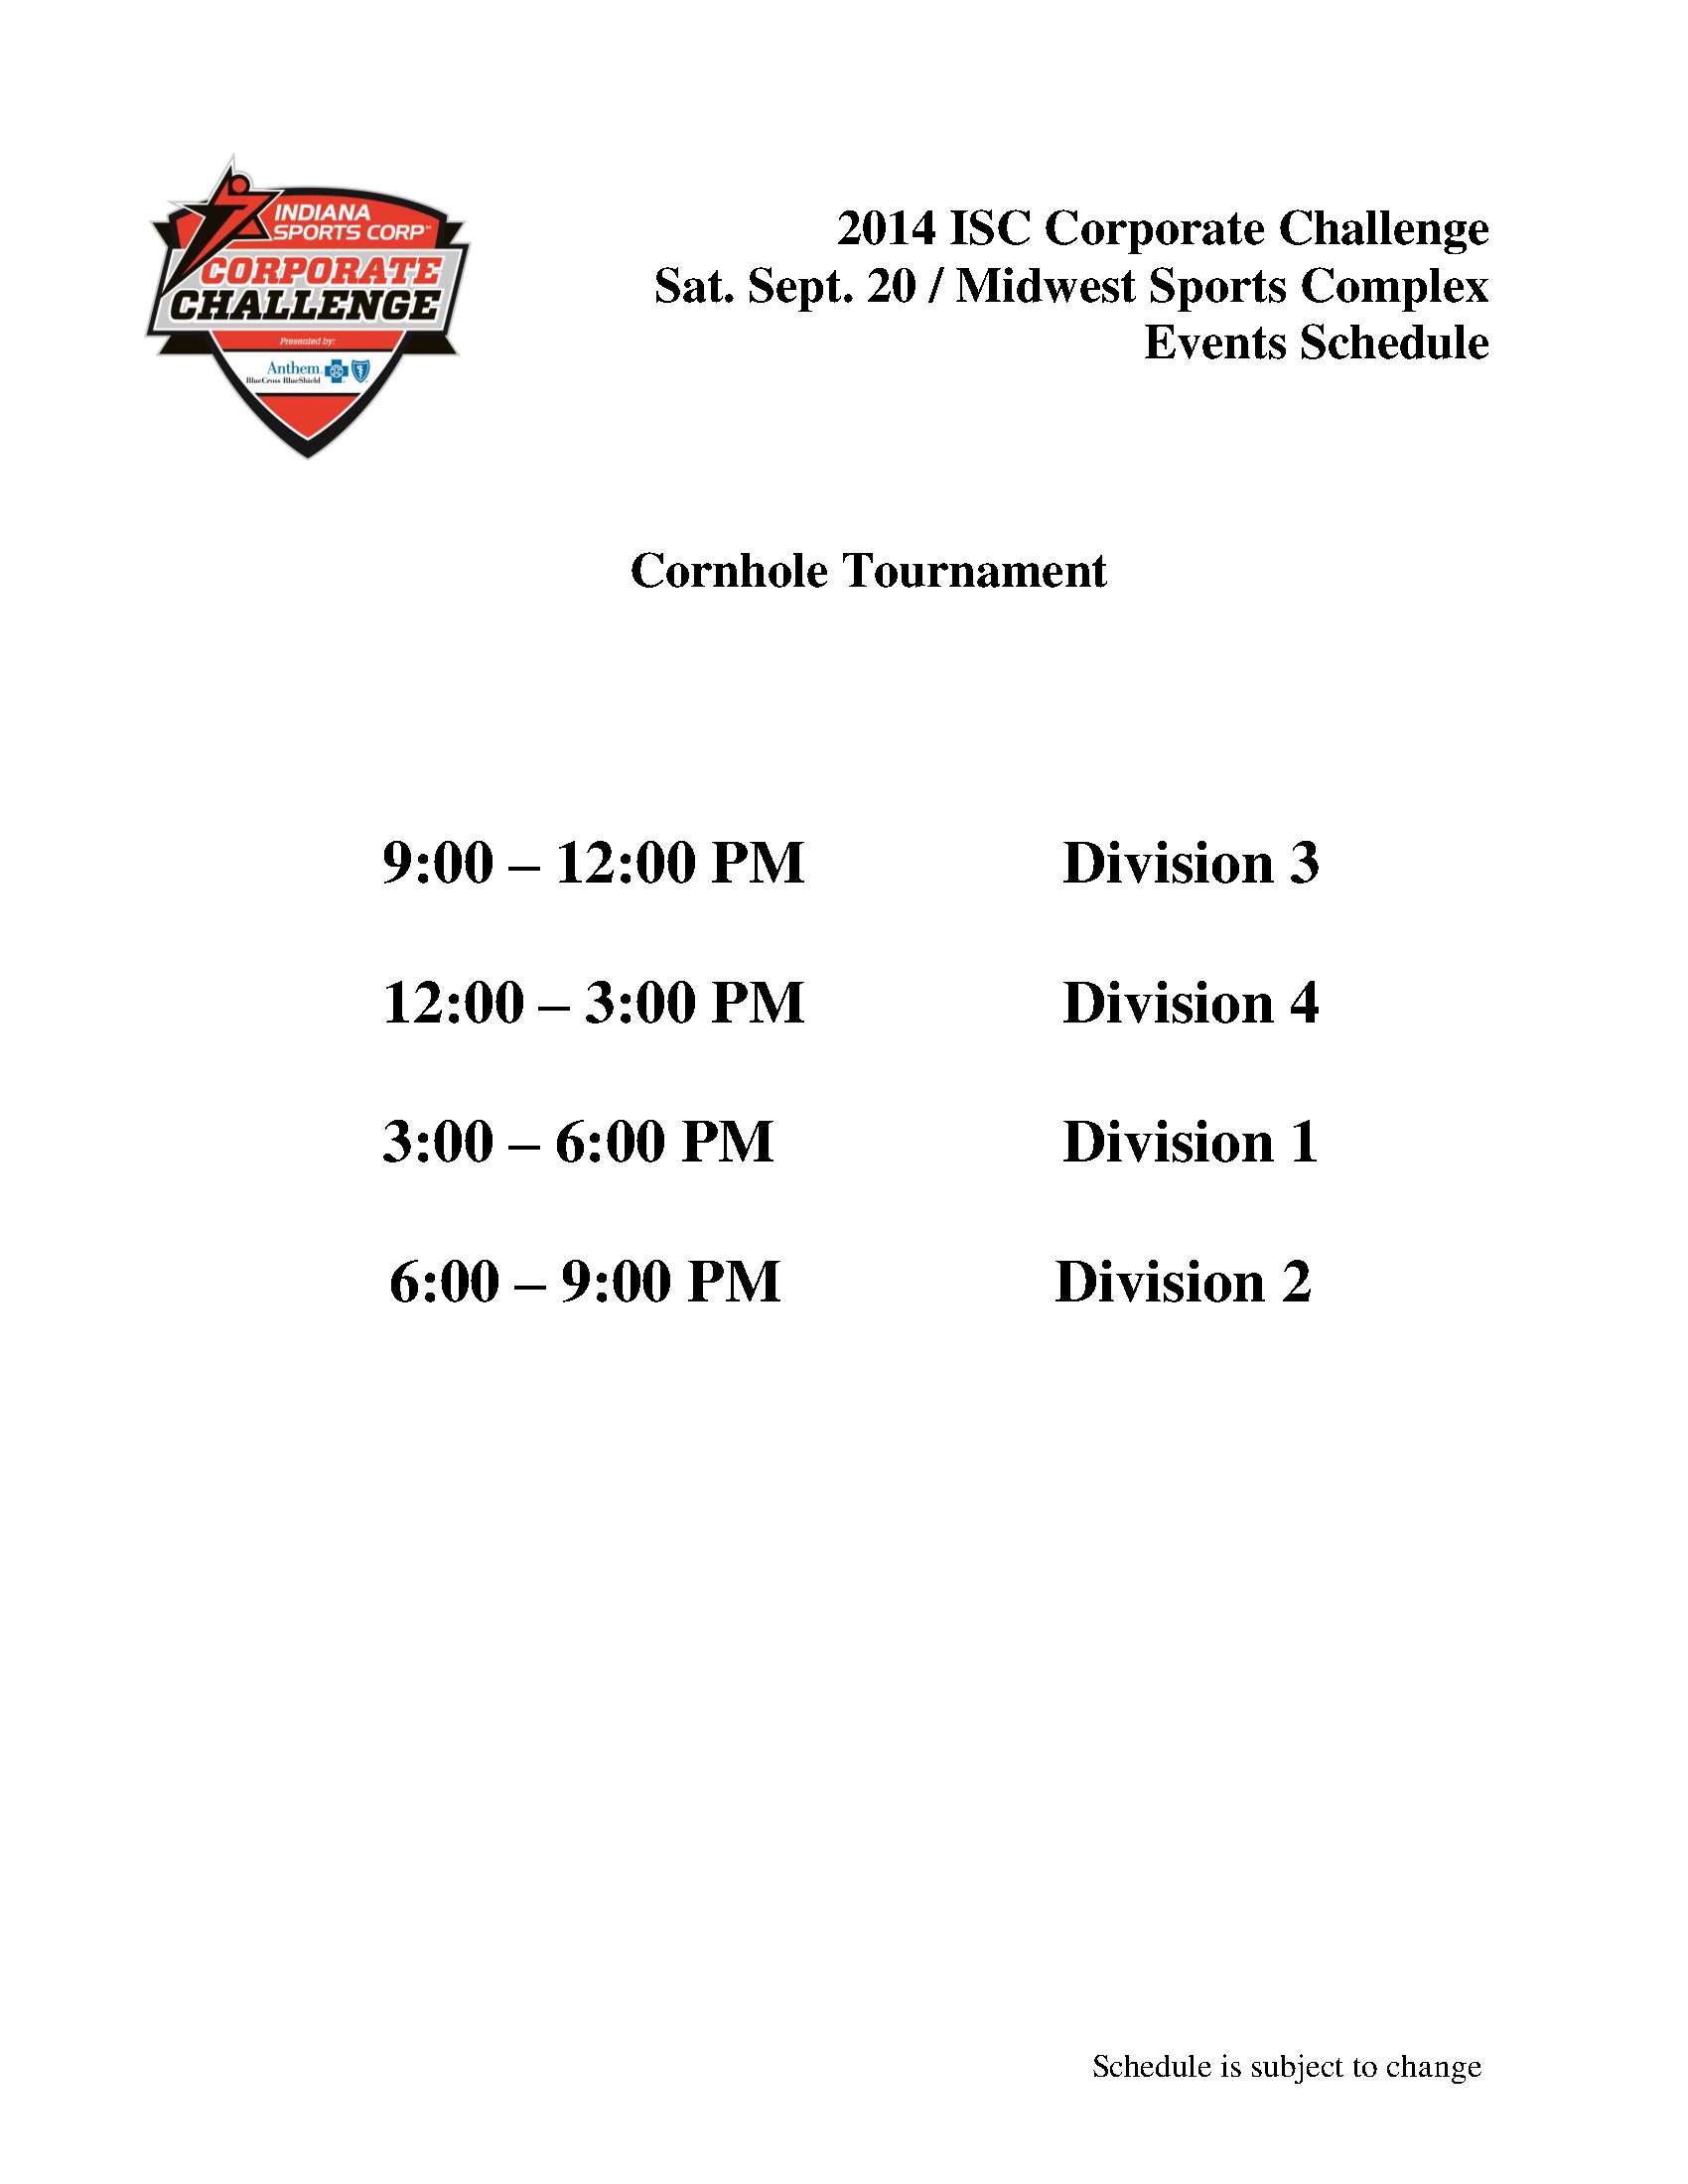 INDIANA
SPORTS CORP™
CORPORATE
CHALLENGE
Presented by:
Anthem
BlueCross BlueShield
2014 ISC Corporate Challenge
Sat. Sept. 20 / Midwest Sports Complex
Events Schedule
Cornhole Tournament
9:00 – 12:00 PM Division 3
12:00 – 3:00 PM Division 4
3:00 – 6:00 PM Division 1
6:00 – 9:00 PM Division 2
Schedule is subject to change